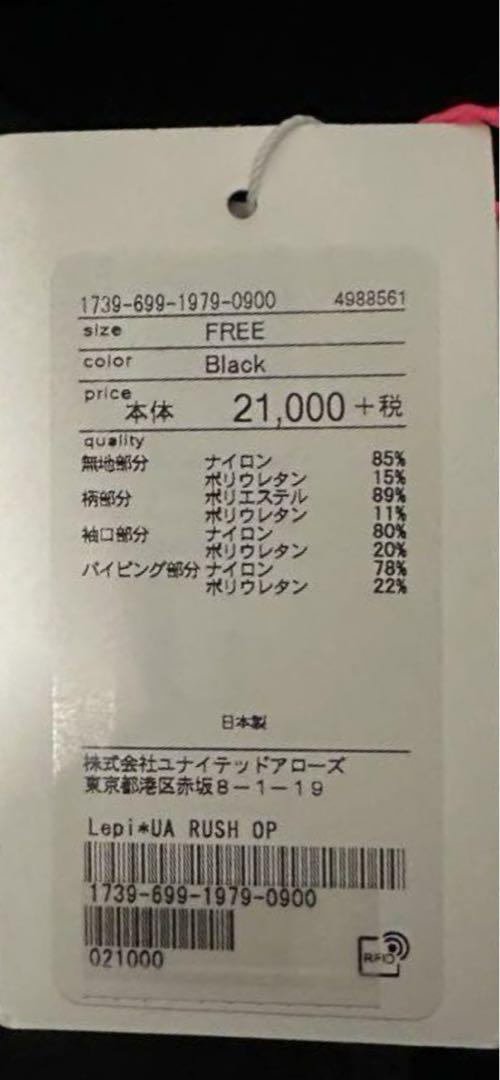 1739-699-1979-0900 4988561
size FREE
color Black
price 本体 21,000+税
quality
無地部分 ナイロン 85%
ポリウレタン 15%
柄部分 ポリエステル 89%
ポリウレタン 11%
袖口部分 ナイロン 80%
ポリウレタン 20%
パイピング部分 ナイロン 78%
ポリウレタン 22%
日本製
株式会社ユナイテッドアローズ
東京都港区赤坂8-1-19
Lepi*UA RUSH OP
1739-699-1979-0900
021000
RFID